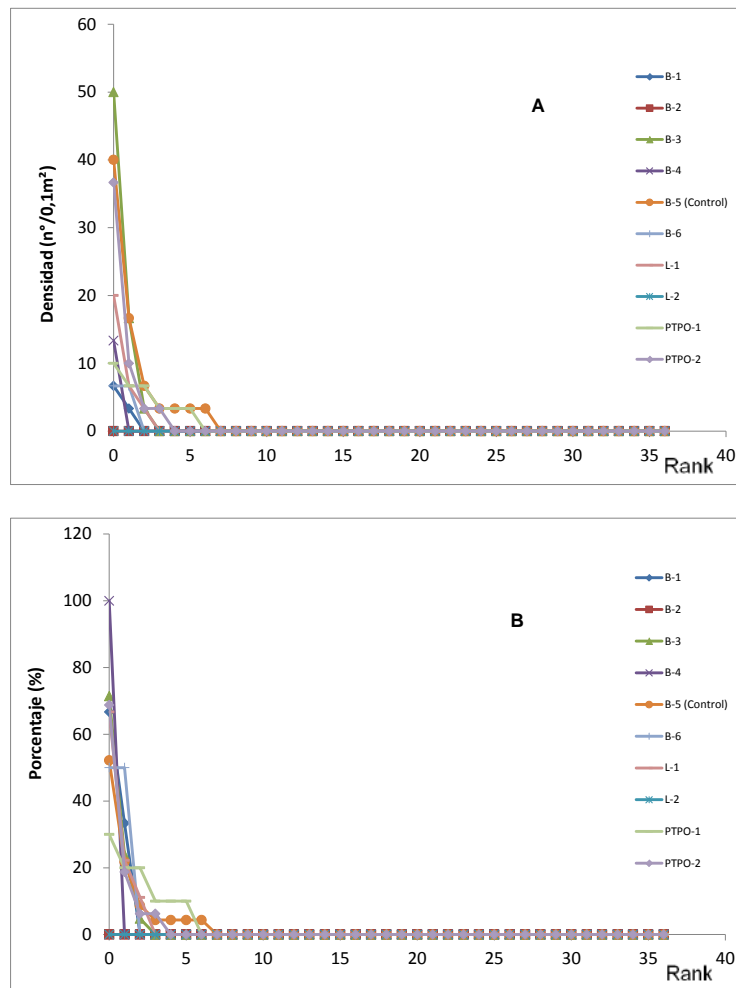 60
50
40
30
20
10
0
Densidad (n°/0,1m²)
A
B-1
B-2
B-3
B-4
B-5 (Control)
B-6
L-1
L-2
PTPO-1
PTPO-2
0 5 10 15 20 25 30 35 40
Rank
120
100
80
60
40
20
0
Porcentaje (%)
B
B-1
B-2
B-3
B-4
B-5 (Control)
B-6
L-1
L-2
PTPO-1
PTPO-2
0 5 10 15 20 25 30 35 40
Rank